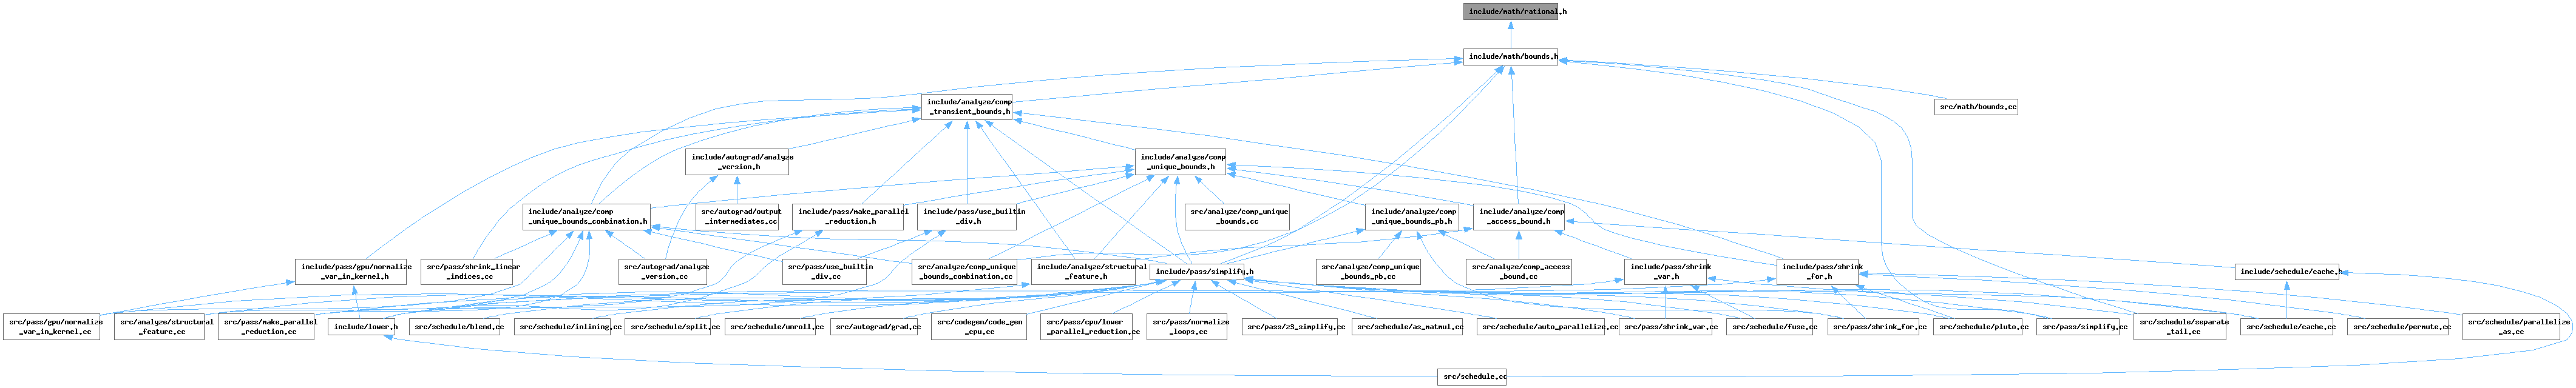 include/math/rational.h
include/math/bounds.h
include/analyze/comp
_transient_bounds.h
src/math/bounds.cc
include/autograd/analyze
_version.h
include/analyze/comp
_unique_bounds.h
include/analyze/comp
_unique_bounds_combination.h
src/autograd/output
_intermediates.cc
include/pass/make_parallel
_reduction.h
include/pass/use_builtin
_div.h
src/analyze/comp_unique
_bounds.cc
include/analyze/comp
_unique_bounds_pb.h
include/analyze/comp
_access_bound.h
include/pass/gpu/normalize
_var_in_kernel.h
src/pass/shrink_linear
_indices.cc
src/autograd/analyze
_version.cc
src/pass/use_builtin
_div.cc
src/analyze/comp_unique
_bounds_combination.cc
include/analyze/structural
_feature.h
include/pass/simplify.h
src/analyze/comp_unique
_bounds_pb.cc
src/analyze/comp_access
_bound.cc
include/pass/shrink
_var.h
include/pass/shrink
_for.h
include/schedule/cache.h
src/pass/gpu/normalize
_var_in_kernel.cc
src/analyze/structural
_feature.cc
src/pass/make_parallel
_reduction.cc
include/lower.h
src/schedule/blend.cc
src/schedule/inlining.cc
src/schedule/split.cc
src/schedule/unroll.cc
src/autograd/grad.cc
src/codegen/code_gen
_cpu.cc
src/pass/cpu/lower
_parallel_reduction.cc
src/pass/normalize
_loops.cc
src/pass/z3_simplify.cc
src/schedule/as_matmul.cc
src/schedule/auto_parallelize.cc
src/pass/shrink_var.cc
src/schedule/fuse.cc
src/pass/shrink_for.cc
src/schedule/pluto.cc
src/pass/simplify.cc
src/schedule/separate
_tail.cc
src/schedule/cache.cc
src/schedule/permute.cc
src/schedule/parallelize
_as.cc
src/schedule.cc